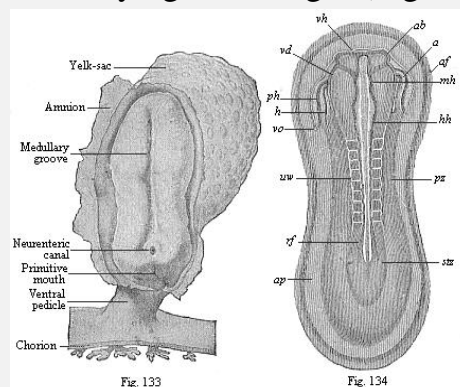 Yelk-sac
Amnion
Medullary
groove
Neurenteric
canal
Primitive
mouth
Ventral
pedicle
Chorion
Fig. 133
vh
ab
vd
a
af
ph
mh
h
hh
vo
uw
pz
rf
ap
stz
Fig. 134